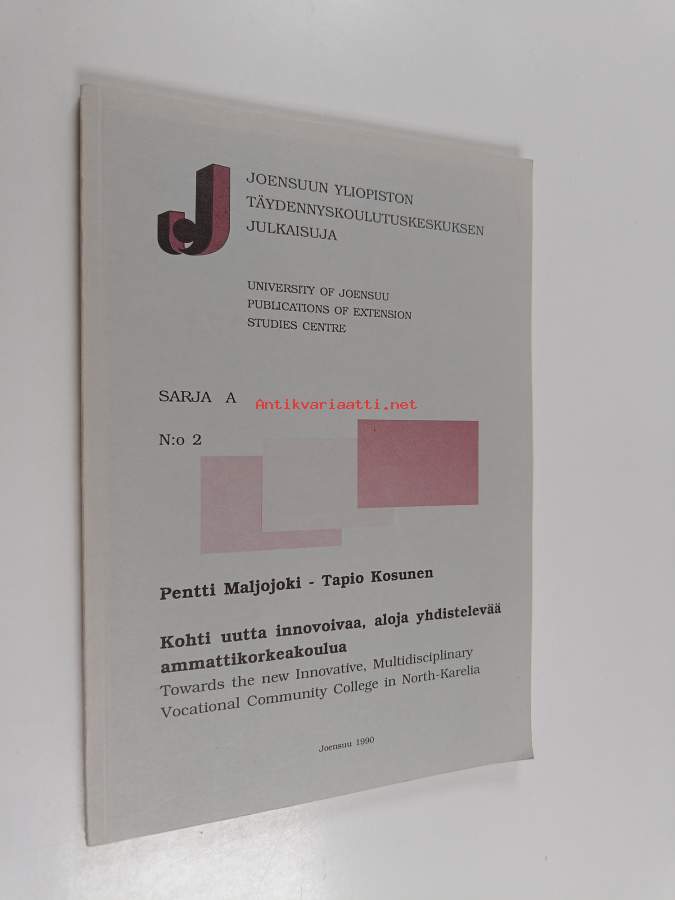 JOENSUUN YLIOPISTON
TÄYDENNYSKOULUTUSKESKUKSEN
JULKAISUJA
UNIVERSITY OF JOENSUU
PUBLICATIONS OF EXTENSION
STUDIES CENTRE
SARJA A
Antikvariaatti.net
N:o 2
Pentti Maljojoki - Tapio Kosunen
Kohti uutta innovoivaa, aloja yhdistelevää
ammattikorkeakoulua
Towards the new Innovative, Multidisciplinary
Vocational Community College in North-Karelia
Joensuu 1990